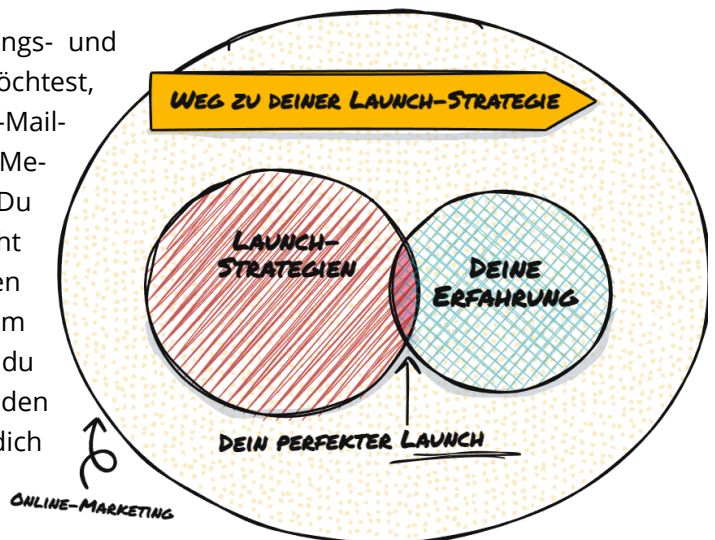 ngs- und
öchtest,
-Mail-
Me-
Du
ht
en
m
du
den
dich
WEG ZU DEINER LAUNCH-STRATEGIE
LAUNCH-
STRATEGIEN
DEINE
ERFAHRUNG
DEIN PERFEKTER LAUNCH
ONLINE-MARKETING